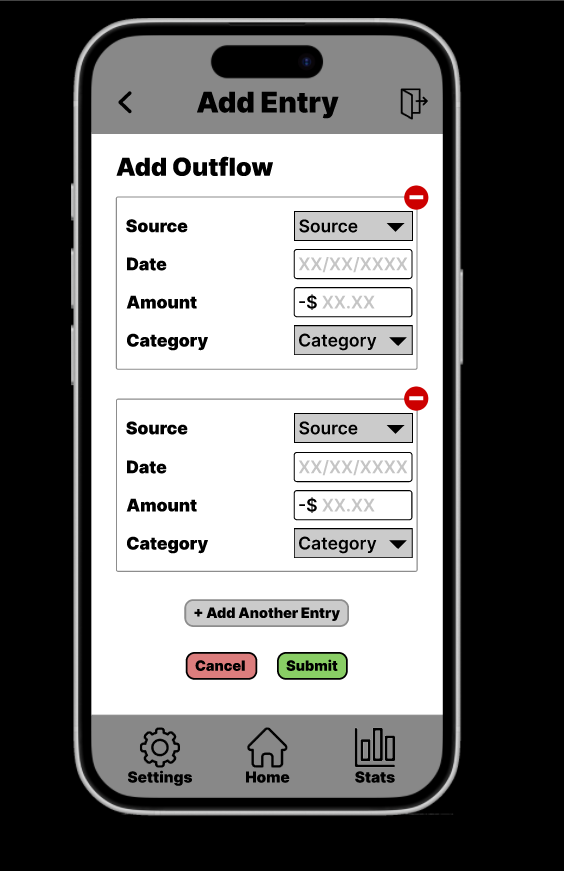 Add Entry
Add Outflow
Source Source
Date XX/XX/XXXX
Amount -$ XX.XX
Category Category
Source Source
Date XX/XX/XXXX
Amount -$ XX.XX
Category Category
+ Add Another Entry
Cancel Submit
Settings Home Stats